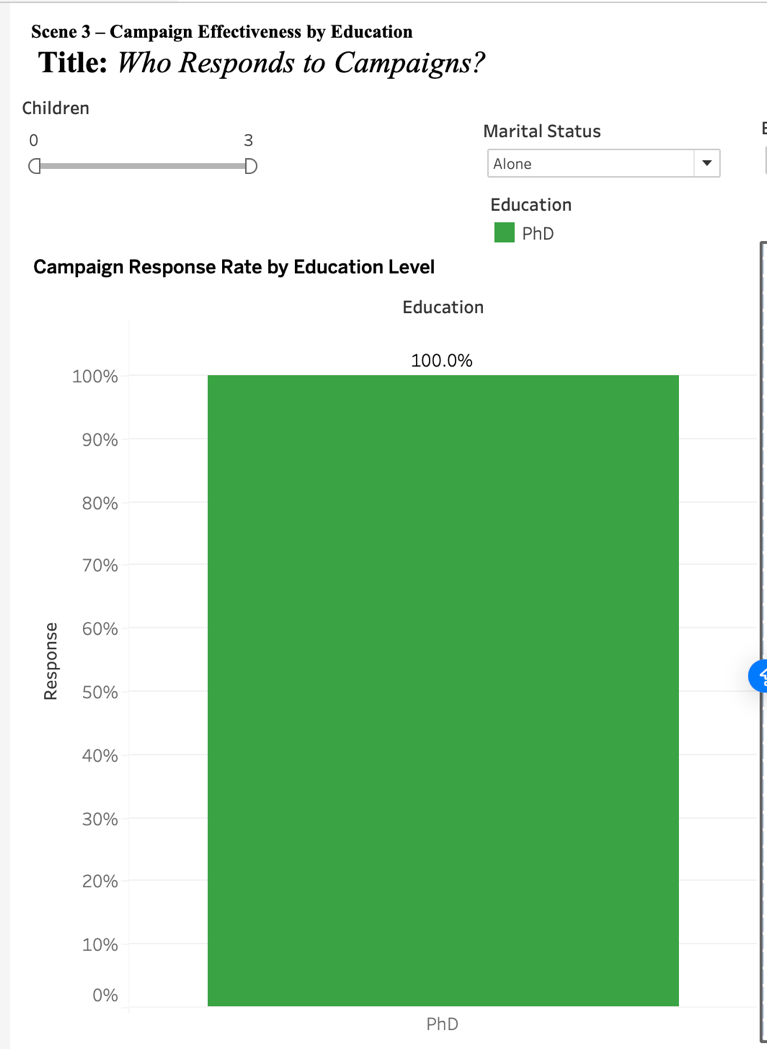 Scene 3 – Campaign Effectiveness by Education
Title: Who Responds to Campaigns?
Children
0 3
Marital Status
Alone
Education
PhD
Campaign Response Rate by Education Level
Education
100.0%
100%
90%
80%
70%
60%
50%
40%
30%
20%
10%
0%
Response
PhD